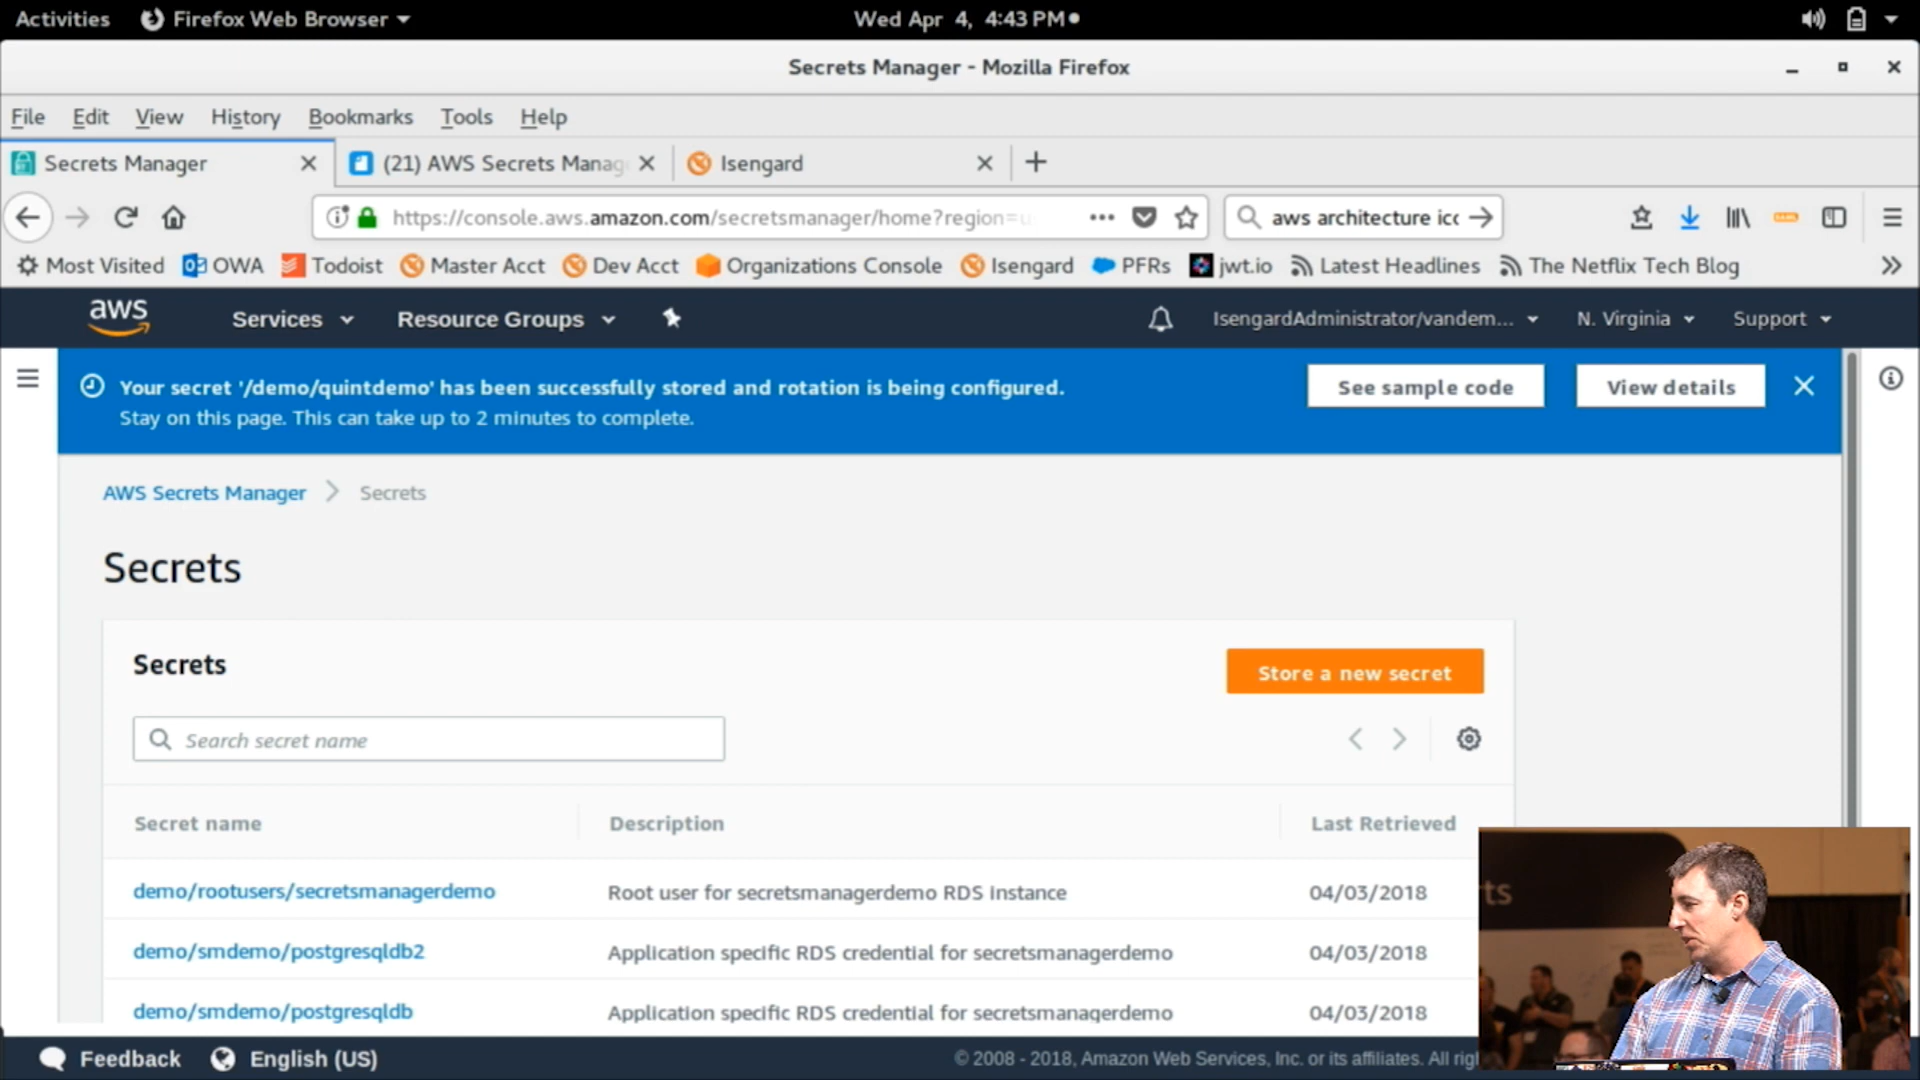 Activities Firefox Web Browser Wed Apr 4, 4:43 PM
Secrets Manager - Mozilla Firefox
File Edit View History Bookmarks Tools Help
Secrets Manager (21) AWS Secrets Manag Isengard
https://console.aws.amazon.com/secretsmanager/home?region=u aws architecture icc
Most Visited OWA Todoist Master Acct Dev Acct Organizations Console Isengard PFRs jwt.io Latest Headlines The Netflix Tech Blog
aws Services Resource Groups IsengardAdministrator/vandem... N. Virginia Support
Your secret '/demo/quintdemo' has been successfully stored and rotation is being configured. See sample code View details
Stay on this page. This can take up to 2 minutes to complete.
AWS Secrets Manager Secrets
Secrets
Secrets Store a new secret
Search secret name
Secret name Description Last Retrieved
demo/rootusers/secretsmanagerdemo Root user for secretsmanagerdemo RDS instance 04/03/2018
demo/smdemo/postgresqldb2 Application specific RDS credential for secretsmanagerdemo 04/03/2018
demo/smdemo/postgresqldb Application specific RDS credential for secretsmanagerdemo 04/03/2018
Feedback English (US) © 2008 - 2018, Amazon Web Services, Inc. or its affiliates. All rig